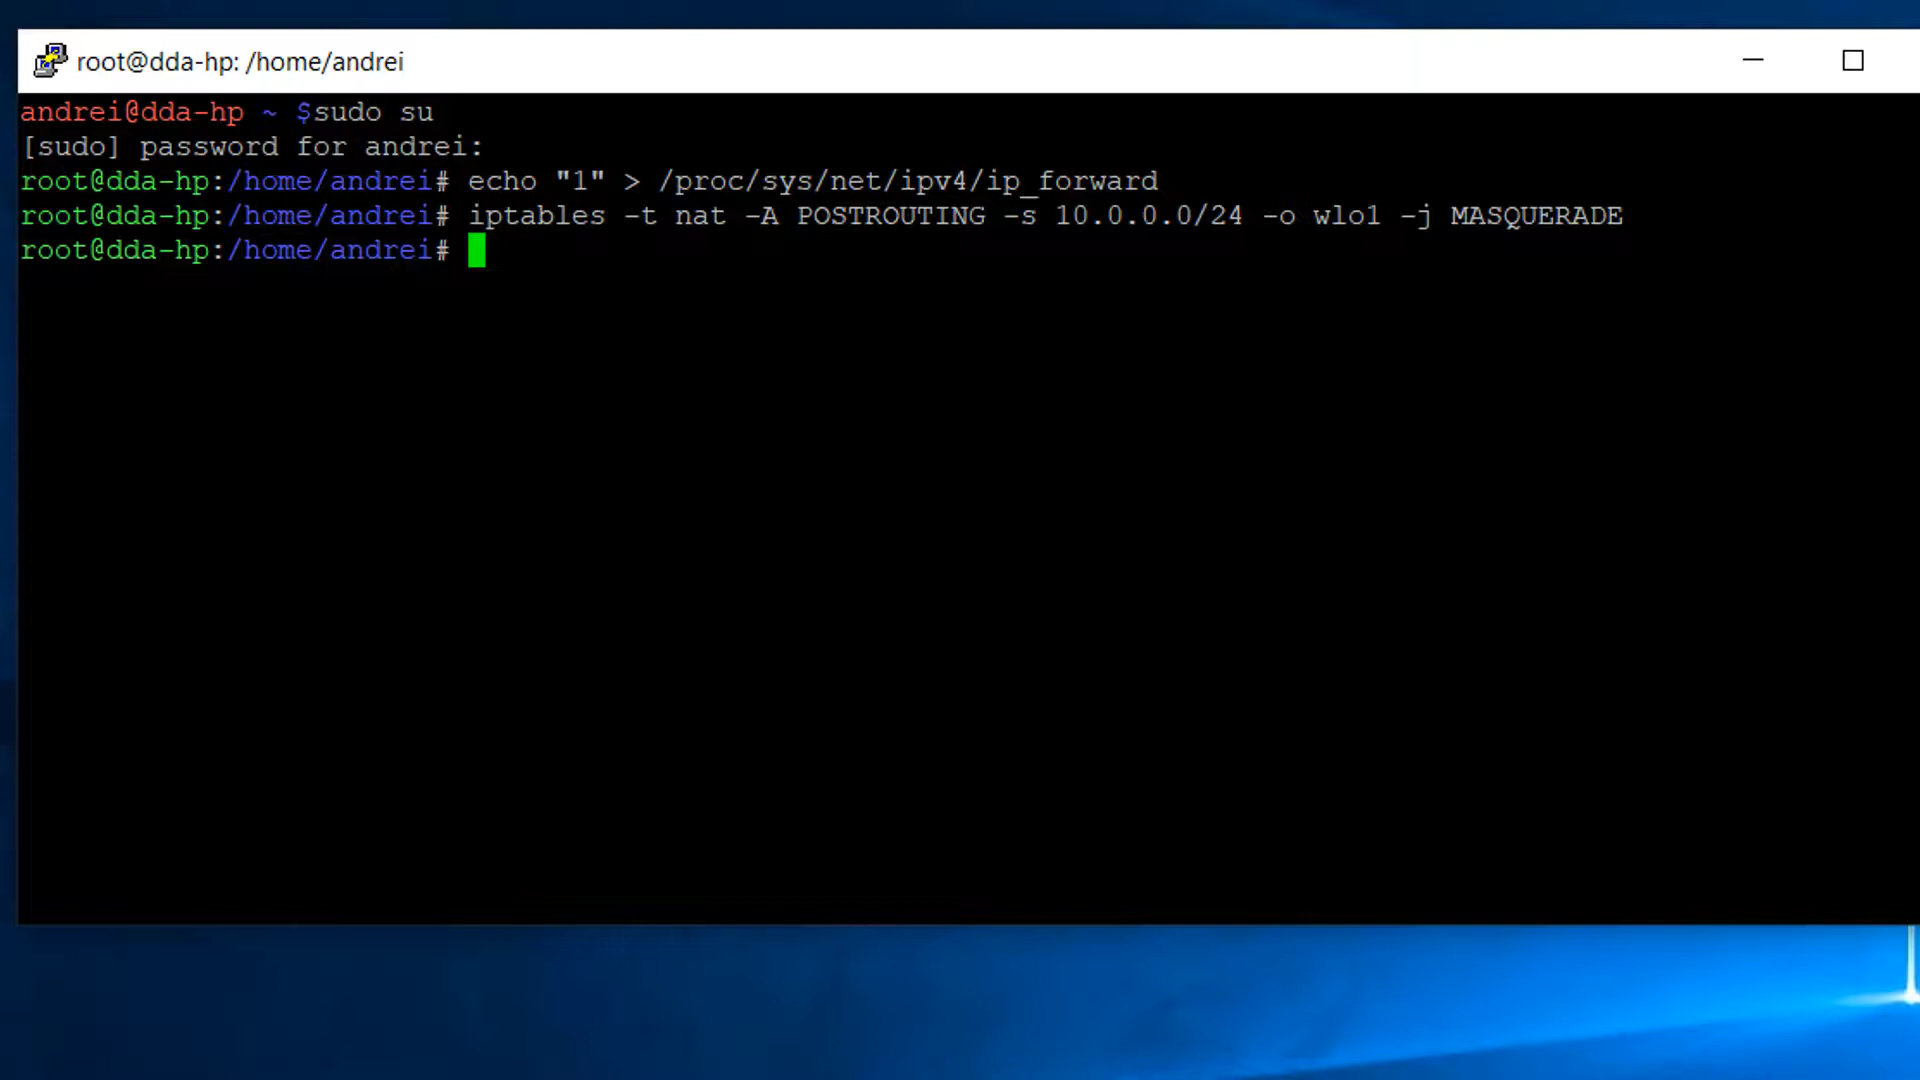 root@dda-hp: /home/andrei
andrei@dda-hp ~ $sudo su
[sudo] password for andrei:
root@dda-hp:/home/andrei# echo "1" > /proc/sys/net/ipv4/ip_forward
root@dda-hp:/home/andrei# iptables -t nat -A POSTROUTING -s 10.0.0.0/24 -o wlo1 -j MASQUERADE
root@dda-hp:/home/andrei#